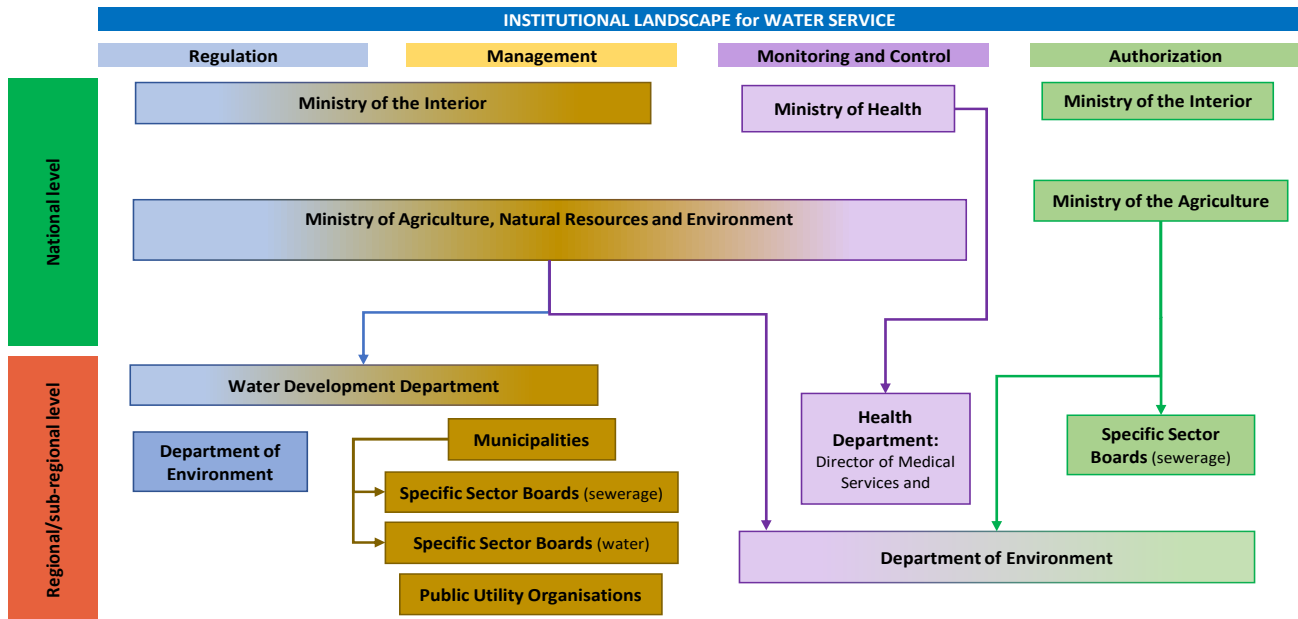 INSTITUTIONAL LANDSCAPE for WATER SERVICE
Regulation
Management
Monitoring and Control
Authorization
National level
Ministry of the Interior
Ministry of Health
Ministry of the Interior
Ministry of Agriculture, Natural Resources and Environment
Ministry of the Agriculture
Regional/sub-regional level
Water Development Department
Department of
Environment
Municipalities
Specific Sector Boards (sewerage)
Specific Sector Boards (water)
Public Utility Organisations
Health
Department:
Director of Medical
Services and
Specific Sector
Boards (sewerage)
Department of Environment